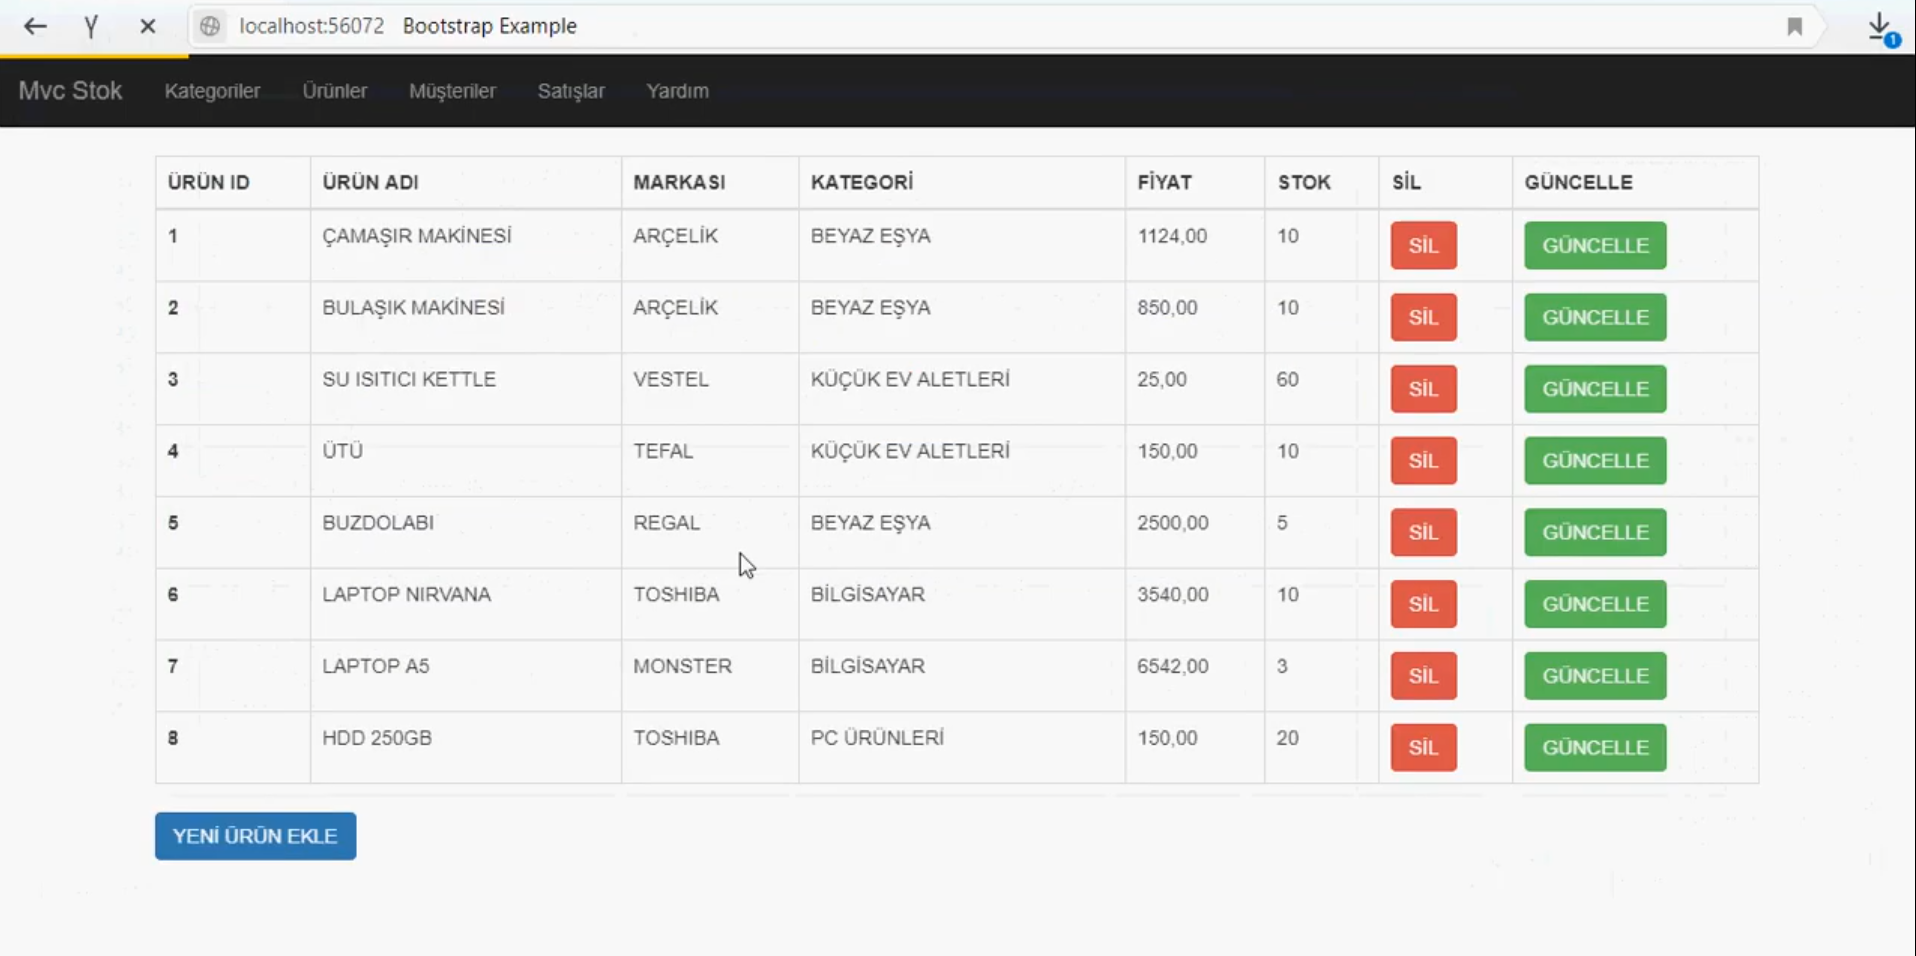 localhost:56072 Bootstrap Example
1
Mvc Stok Kategoriler Ürünler Müşteriler Satışlar Yardım
ÜRÜN ID ÜRÜN ADI MARKASI KATEGORİ FİYAT STOK SİL GÜNCELLE
1 ÇAMAŞIR MAKİNESİ ARÇELİK BEYAZ EŞYA 1124,00 10 SİL GÜNCELLE
2 BULAŞIK MAKİNESİ ARÇELİK BEYAZ EŞYA 850,00 10 SİL GÜNCELLE
3 SU ISITICI KETTLE VESTEL KÜÇÜK EV ALETLERİ 25,00 60 SİL GÜNCELLE
4 ÜTÜ TEFAL KÜÇÜK EV ALETLERİ 150,00 10 SİL GÜNCELLE
5 BUZDOLABI REGAL BEYAZ EŞYA 2500,00 5 SİL GÜNCELLE
6 LAPTOP NIRVANA TOSHIBA BİLGİSAYAR 3540,00 10 SİL GÜNCELLE
7 LAPTOP A5 MONSTER BİLGİSAYAR 6542,00 3 SİL GÜNCELLE
8 HDD 250GB TOSHIBA PC ÜRÜNLERİ 150,00 20 SİL GÜNCELLE
YENİ ÜRÜN EKLE